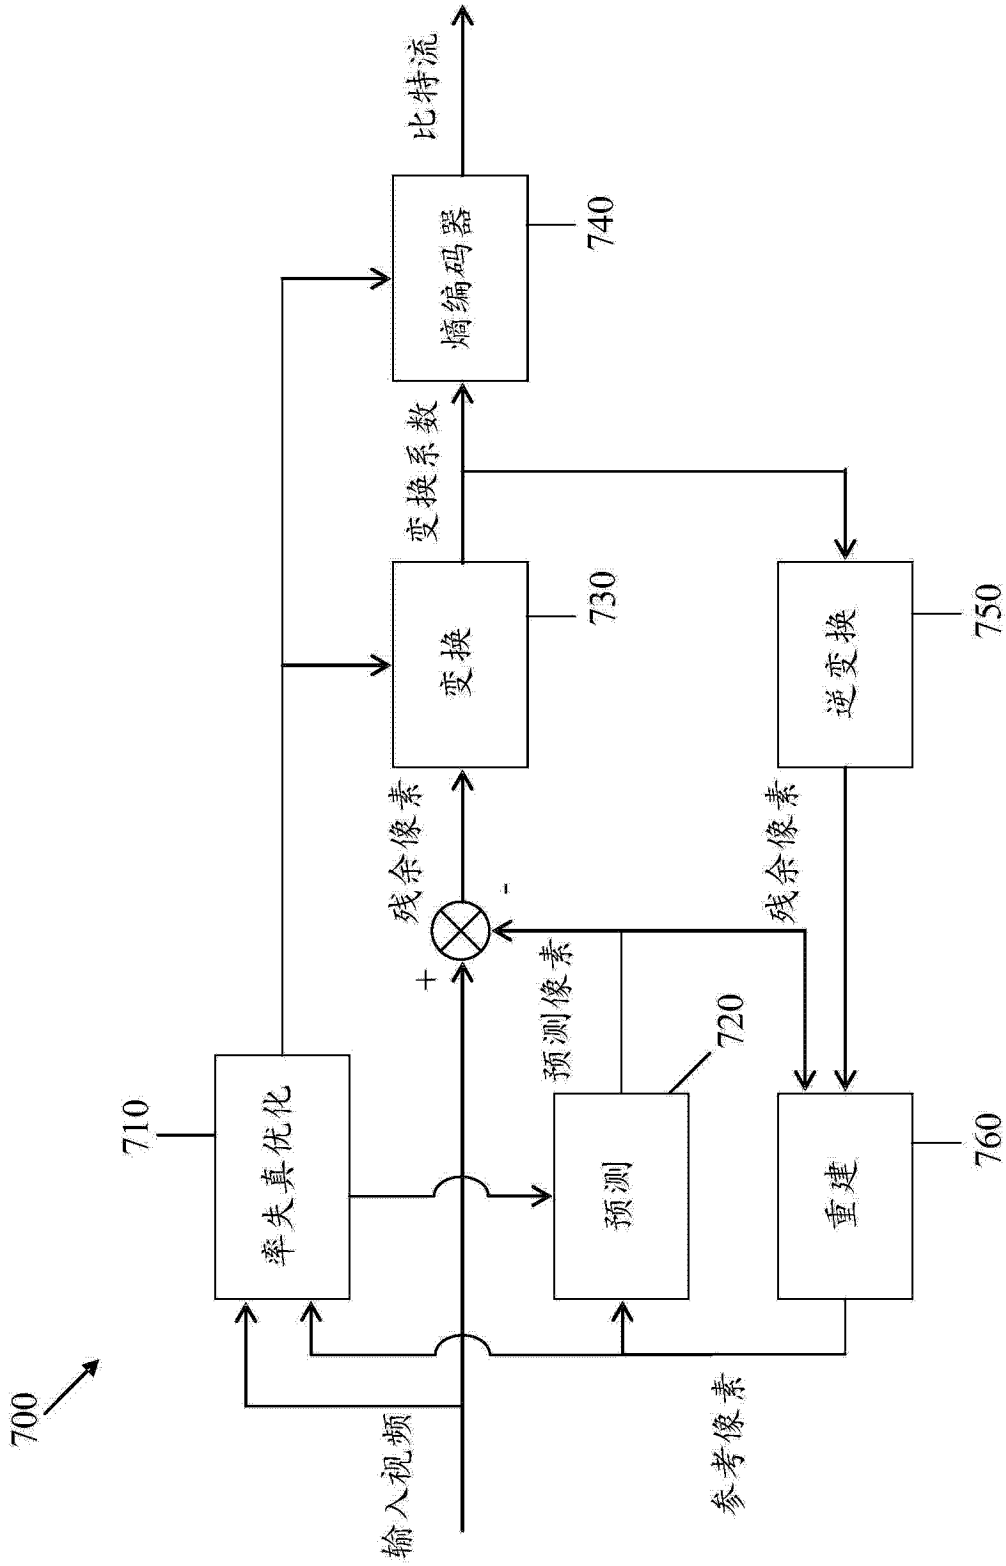 700
710
率失真优化
输入视频
+
-
残余像素
变换
730
变换系数
熵编码器
740
比特流
预测像素
预测
720
参考像素
重建
760
残余像素
逆变换
750